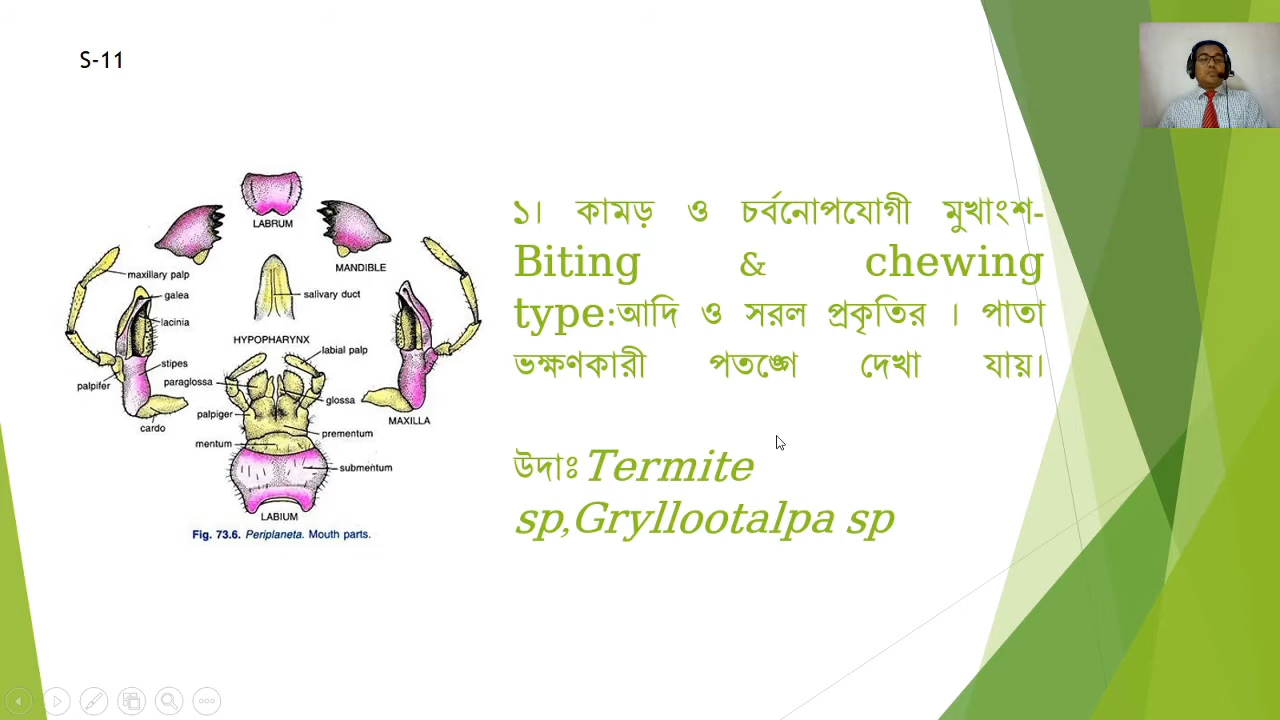 S-11
LABRUM
MANDIBLE
maxillary palp
galea
salivary duct
lacinia
HYPOPHARYNX
labial palp
stipes
paraglossa
palpifer
glossa
palpiger
MAXILLA
cardo
prementum
mentum
submentum
LABIUM
Fig. 73.6. Periplaneta. Mouth parts.
১। কামড় ও চর্বনোপযোগী মুখাংশ-
Biting & chewing
type:আদি ও সরল প্রকৃতির । পাতা
ভক্ষণকারী পতঙ্গে দেখা যায়।
উদাঃ Termite
sp,Gryllootalpa sp